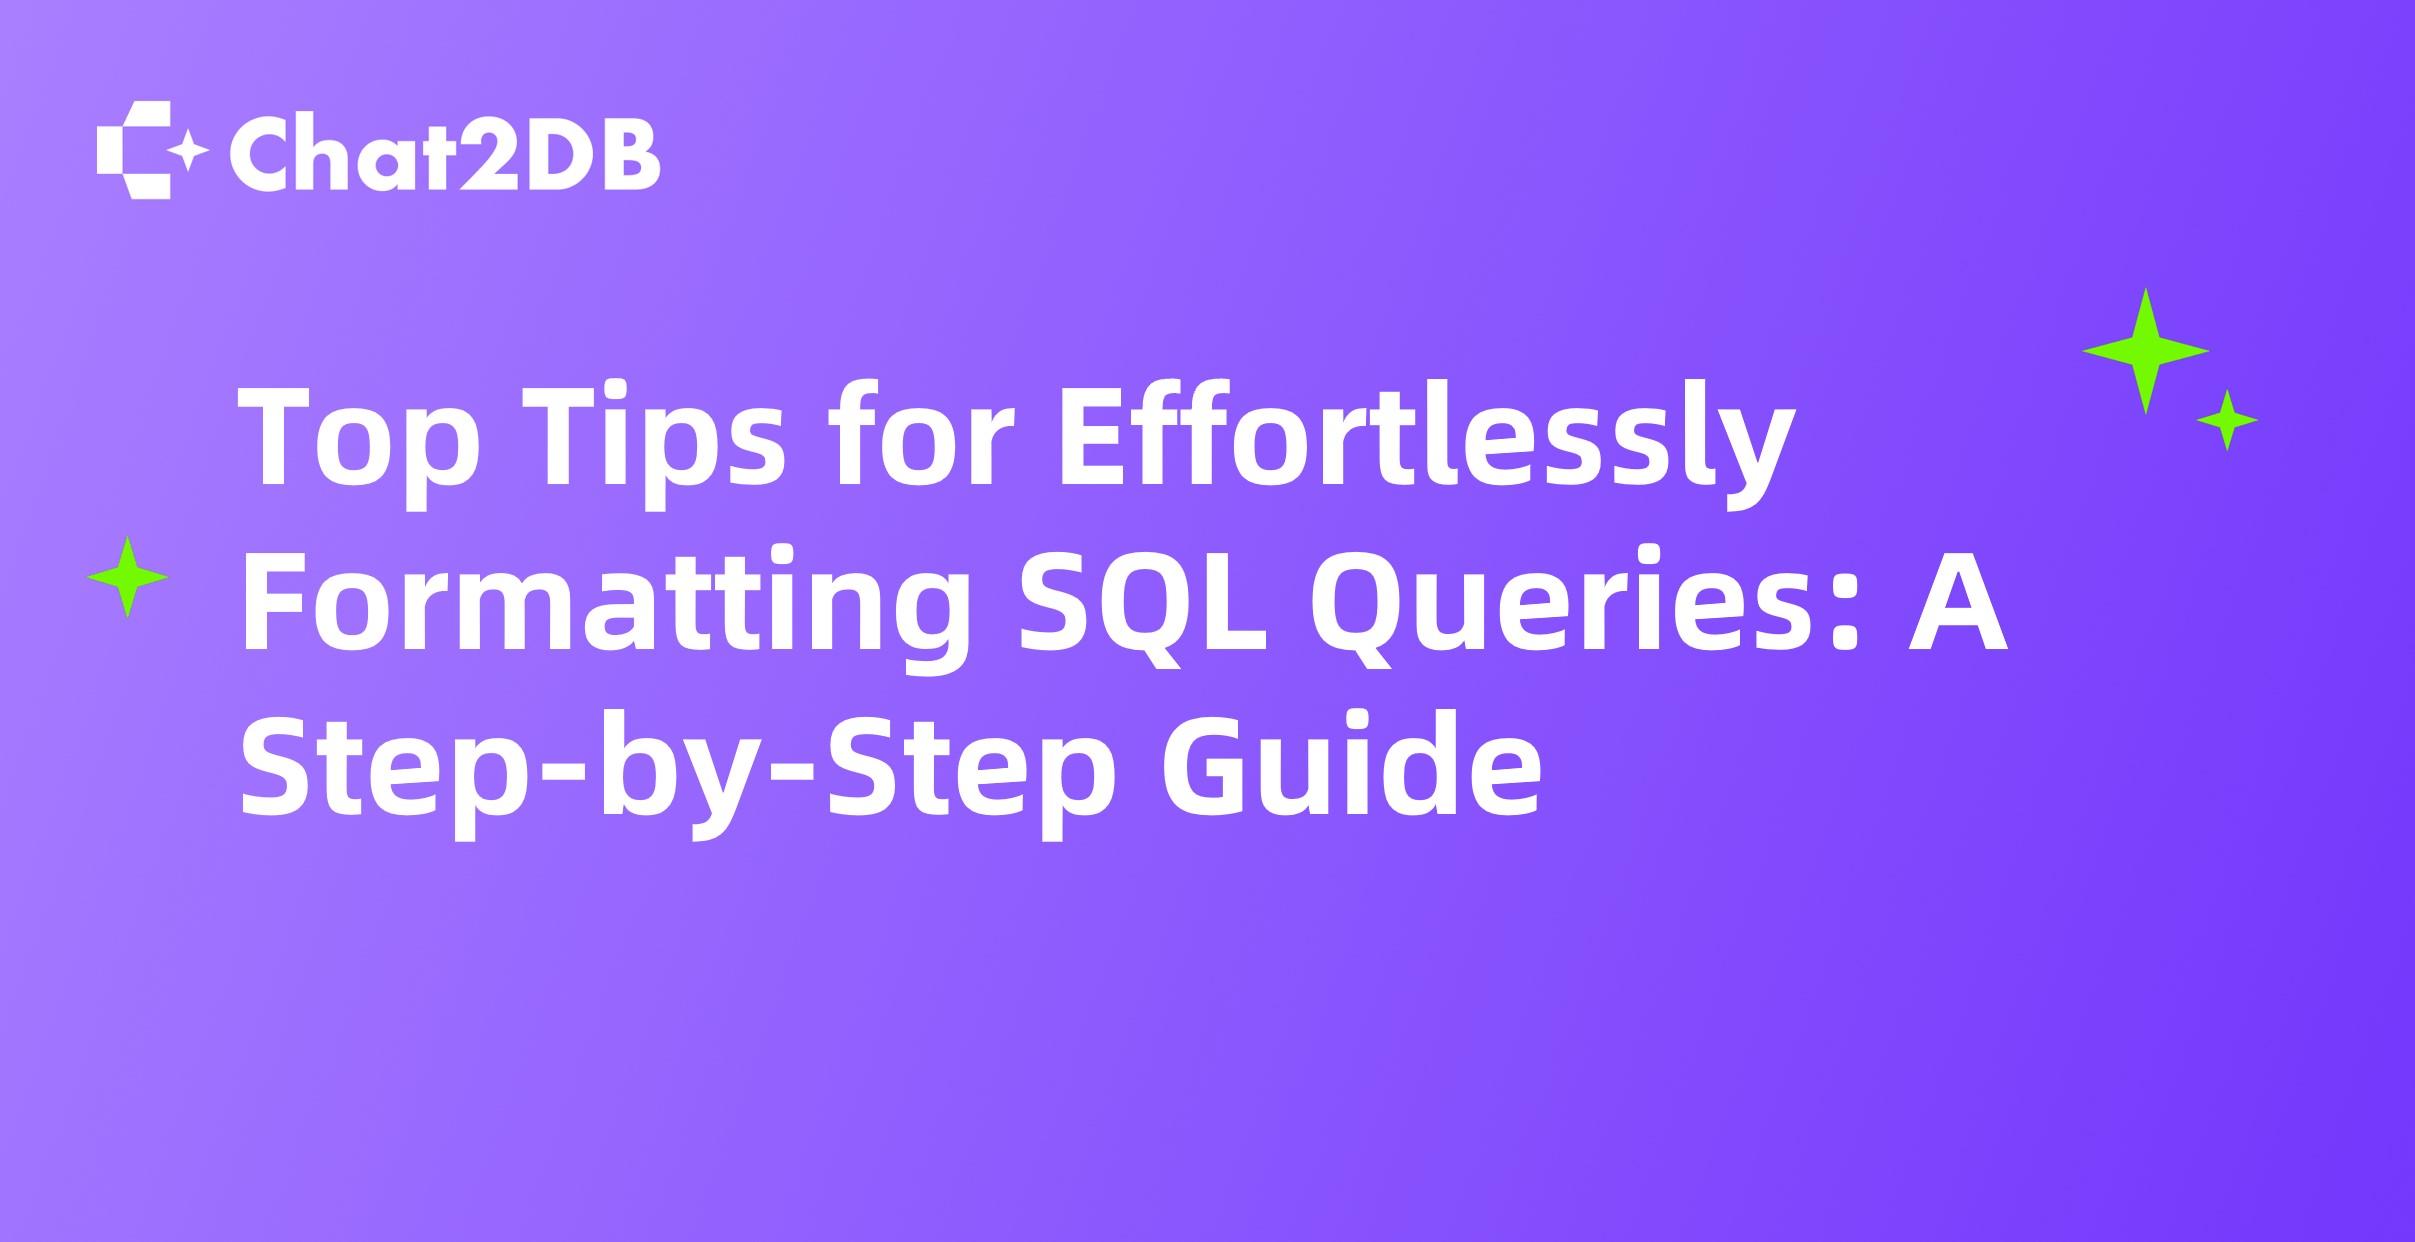 Chat2DB
Top Tips for Effortlessly
Formatting SQL Queries: A
Step-by-Step Guide